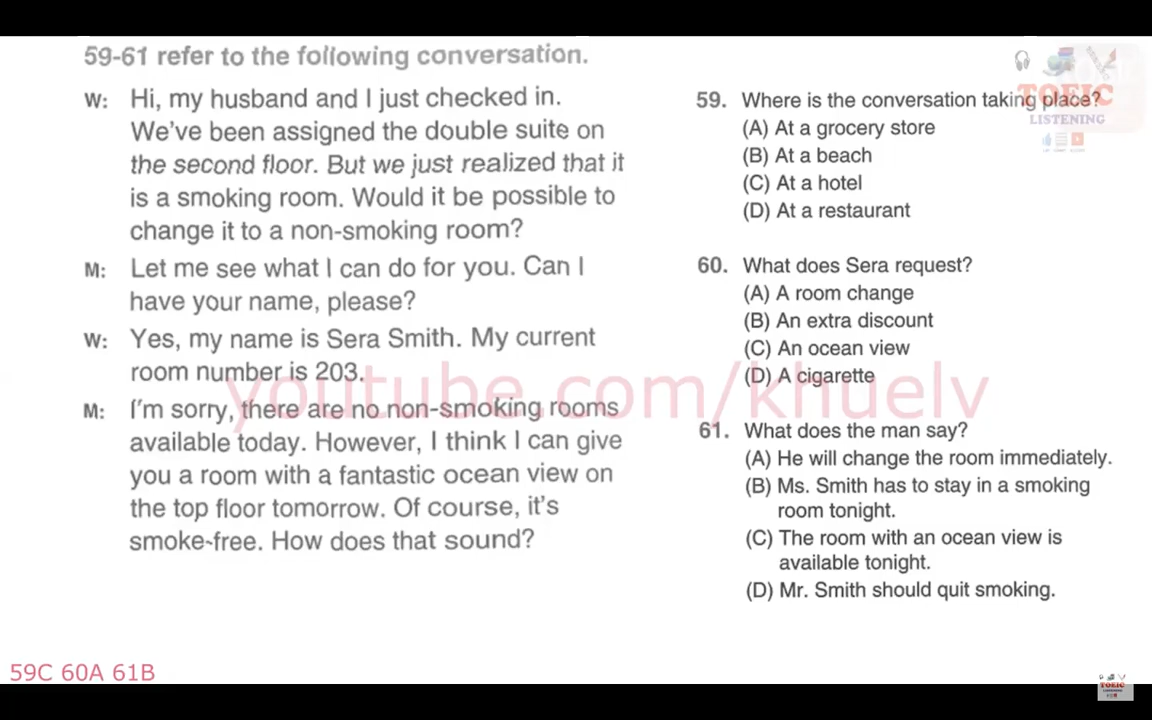 59-61 refer to the following conversation.
W: Hi, my husband and I just checked in.
We've been assigned the double suite on
the second floor. But we just realized that it
is a smoking room. Would it be possible to
change it to a non-smoking room?
M: Let me see what I can do for you. Can I
have your name, please?
W: Yes, my name is Sera Smith. My current
room number is 203.
M: I'm sorry, there are no non-smoking rooms
available today. However, I think I can give
you a room with a fantastic ocean view on
the top floor tomorrow. Of course, it's
smoke-free. How does that sound?
59. Where is the conversation taking place?
(A) At a grocery store
(B) At a beach
(C) At a hotel
(D) At a restaurant
60. What does Sera request?
(A) A room change
(B) An extra discount
(C) An ocean view
(D) A cigarette
61. What does the man say?
(A) He will change the room immediately.
(B) Ms. Smith has to stay in a smoking
room tonight.
(C) The room with an ocean view is
available tonight.
(D) Mr. Smith should quit smoking.
youtube.com/khuelv
TOEIC
LISTENING
59C 60A 61B
TOEIC